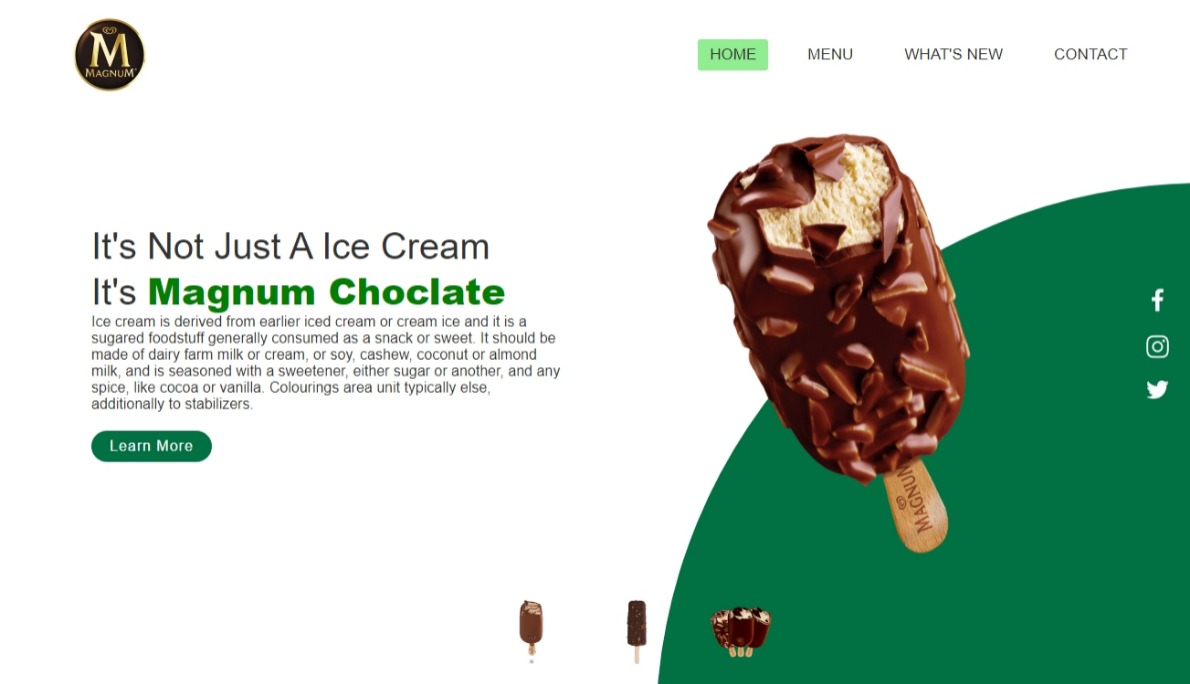 M
MAGNUM
HOME
MENU
WHAT'S NEW
CONTACT
It's Not Just A Ice Cream
It's Magnum Choclate
Ice cream is derived from earlier iced cream or cream ice and it is a
sugared foodstuff generally consumed as a snack or sweet. It should be
made of dairy farm milk or cream, or soy, cashew, coconut or almond
milk, and is seasoned with a sweetener, either sugar or another, and any
spice, like cocoa or vanilla. Colourings area unit typically else,
additionally to stabilizers.
Learn More
MAGNUM